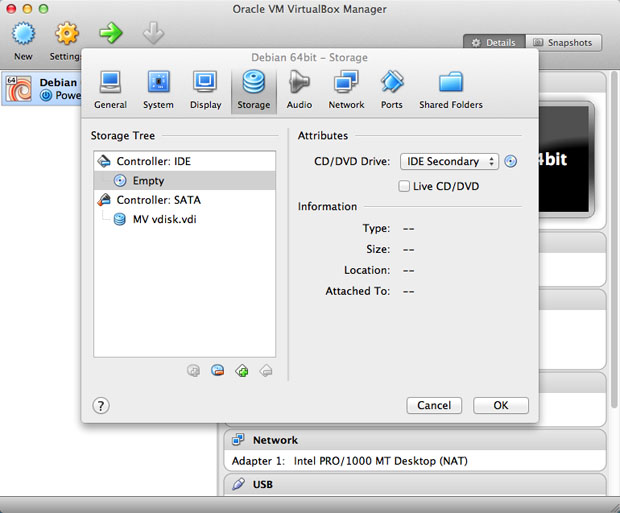 Oracle VM VirtualBox Manager
New
Details
Snapshots
64
Debian
Debian 64bit – Storage
General
System
Display
Storage
Audio
Network
Ports
Shared Folders
Storage Tree
Controller: IDE
Empty
Controller: SATA
MV vdisk.vdi
Attributes
CD/DVD Drive:
IDE Secondary
Live CD/DVD
Information
Type: --
Size: --
Location: --
Attached To: --
?
Cancel
OK
Network
Adapter 1: Intel PRO/1000 MT Desktop (NAT)
USB